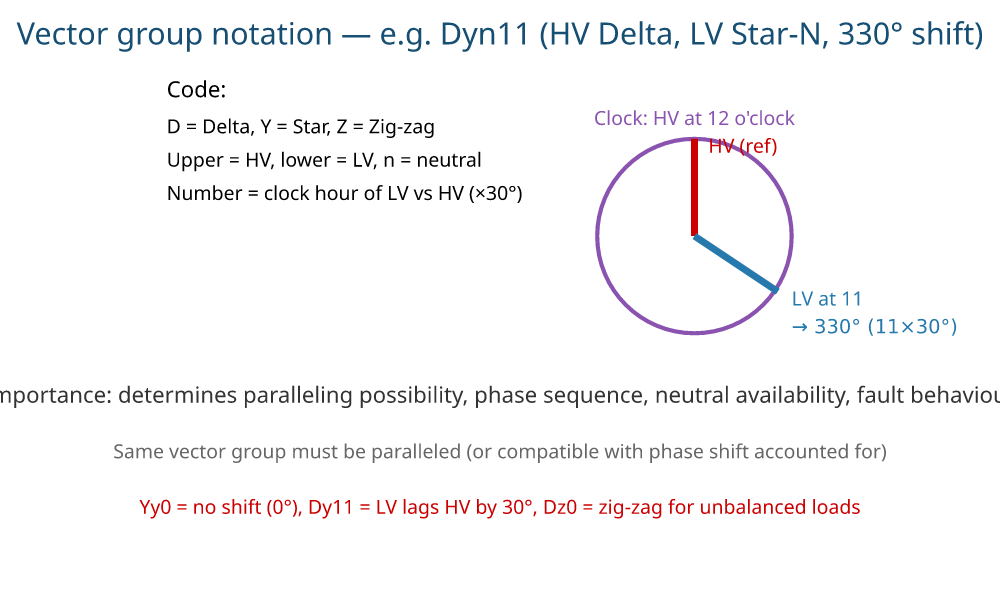 Vector group notation — e.g. Dyn11 (HV Delta, LV Star-N, 330° shift)
Code:
D = Delta, Y = Star, Z = Zig-zag
Upper = HV, lower = LV, n = neutral
Number = clock hour of LV vs HV (×30°)
Clock: HV at 12 o'clock
HV (ref)
LV at 11
→ 330° (11×30°)
mportance: determines paralleling possibility, phase sequence, neutral availability, fault behaviou
Same vector group must be paralleled (or compatible with phase shift accounted for)
Yy0 = no shift (0°), Dy11 = LV lags HV by 30°, Dz0 = zig-zag for unbalanced loads